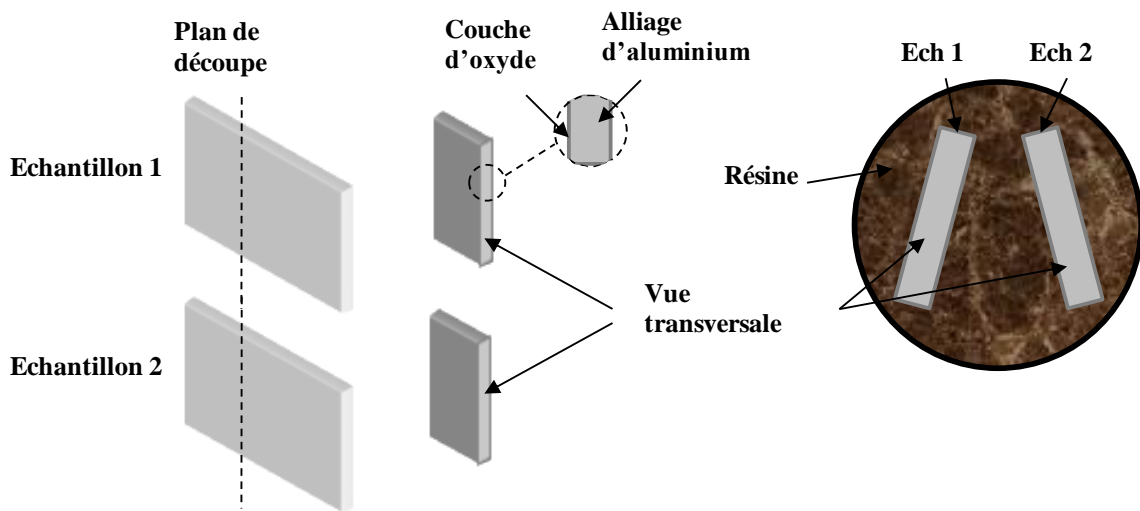 Plan de
découpe
Couche
d’oxyde
Alliage
d’aluminium
Ech 1
Ech 2
Echantillon 1
Résine
Vue
transversale
Echantillon 2